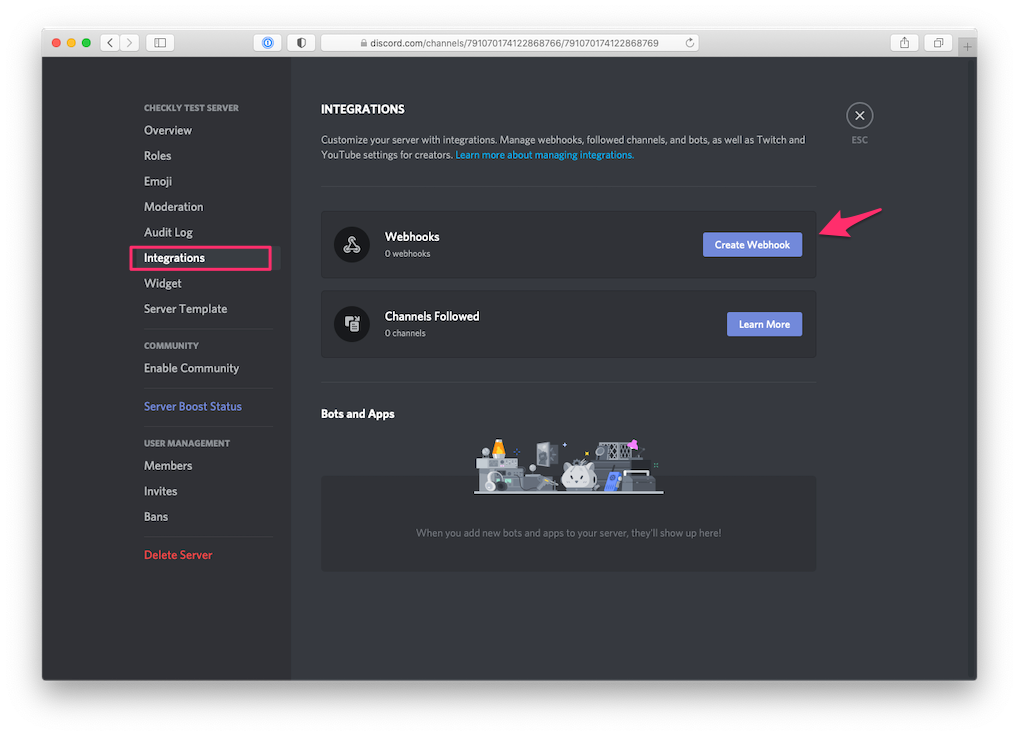 discord.com/channels/791070174122868766/791070174122868769
CHECKLY TEST SERVER
Overview
Roles
Emoji
Moderation
Audit Log
Integrations
Widget
Server Template
COMMUNITY
Enable Community
Server Boost Status
USER MANAGEMENT
Members
Invites
Bans
Delete Server
INTEGRATIONS
ESC
Customize your server with integrations. Manage webhooks, followed channels, and bots, as well as Twitch and
YouTube settings for creators. Learn more about managing integrations.
Webhooks
0 webhooks
Create Webhook
Channels Followed
0 channels
Learn More
Bots and Apps
When you add new bots and apps to your server, they'll show up here!